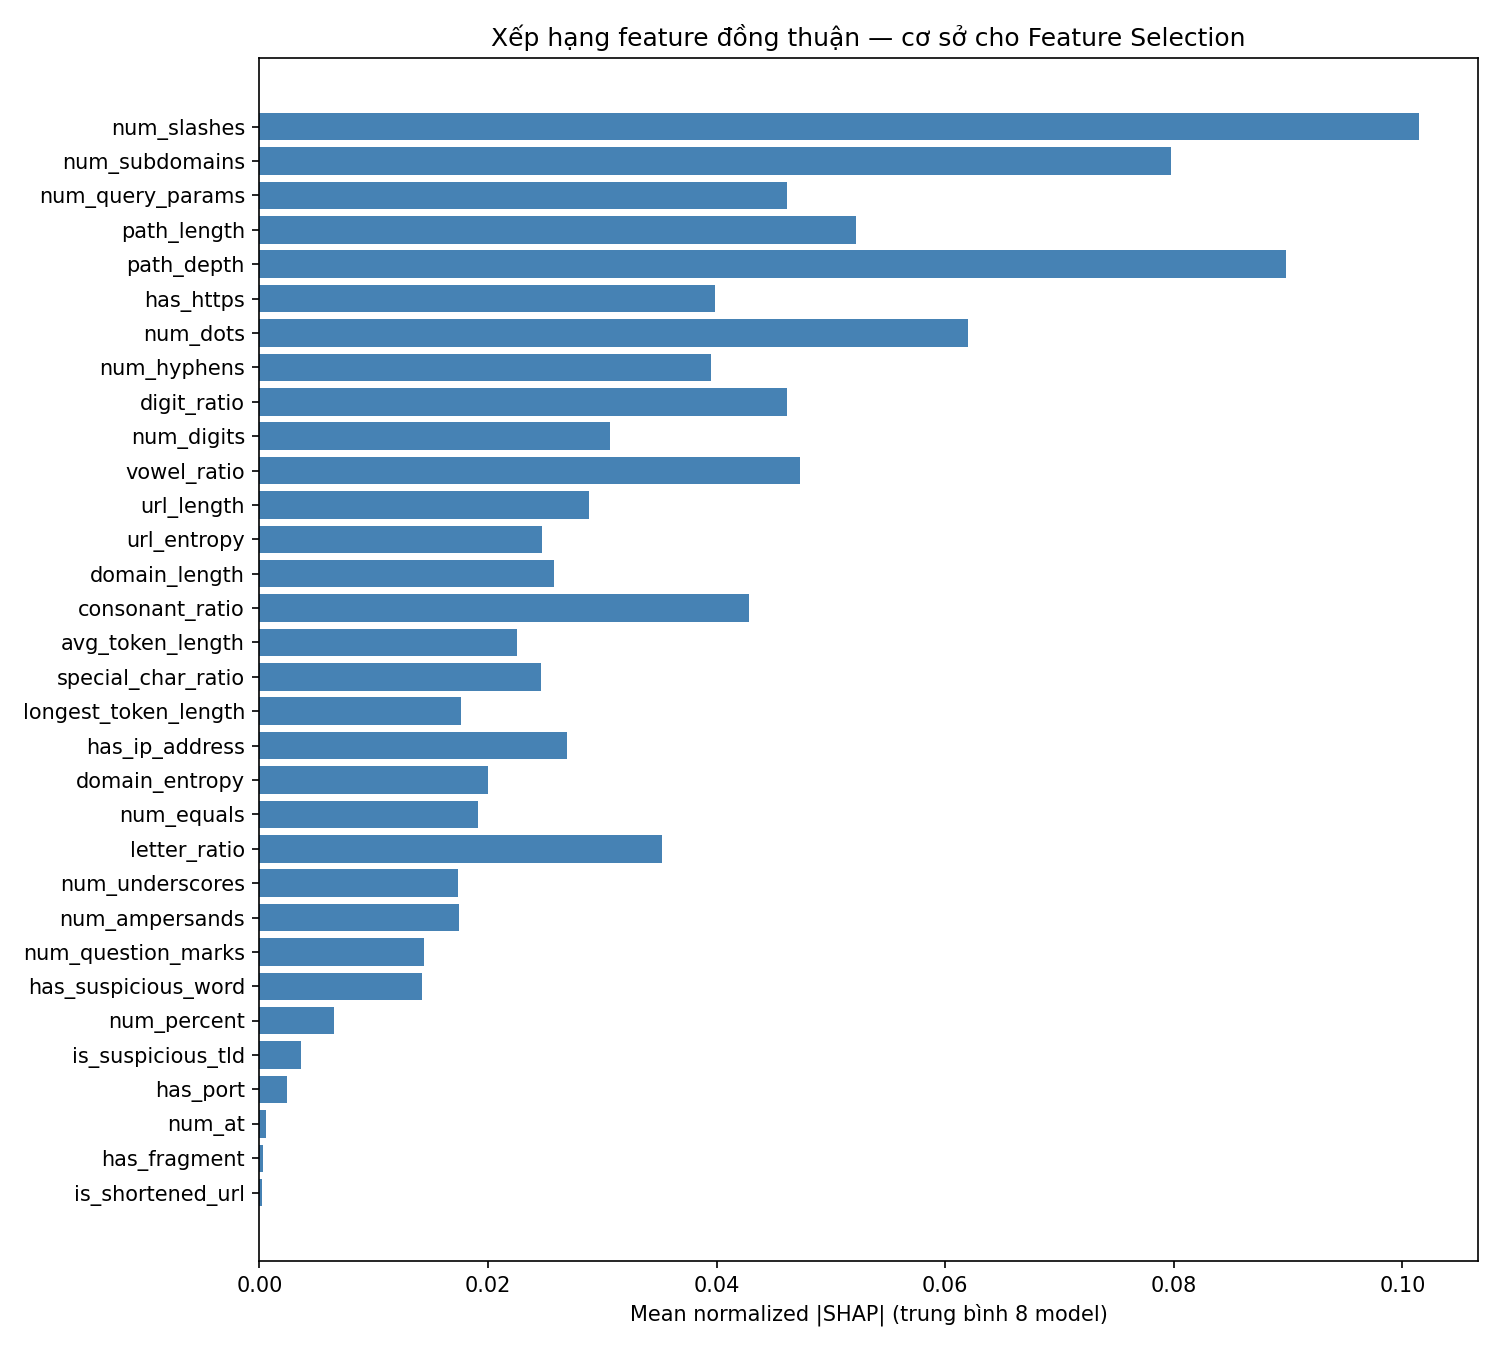 Xếp hạng feature đồng thuận — cơ sở cho Feature Selection
num_slashes
num_subdomains
num_query_params
path_length
path_depth
has_https
num_dots
num_hyphens
digit_ratio
num_digits
vowel_ratio
url_length
url_entropy
domain_length
consonant_ratio
avg_token_length
special_char_ratio
longest_token_length
has_ip_address
domain_entropy
num_equals
letter_ratio
num_underscores
num_ampersands
num_question_marks
has_suspicious_word
num_percent
is_suspicious_tld
has_port
num_at
has_fragment
is_shortened_url
0.00 0.02 0.04 0.06 0.08 0.10
Mean normalized |SHAP| (trung bình 8 model)